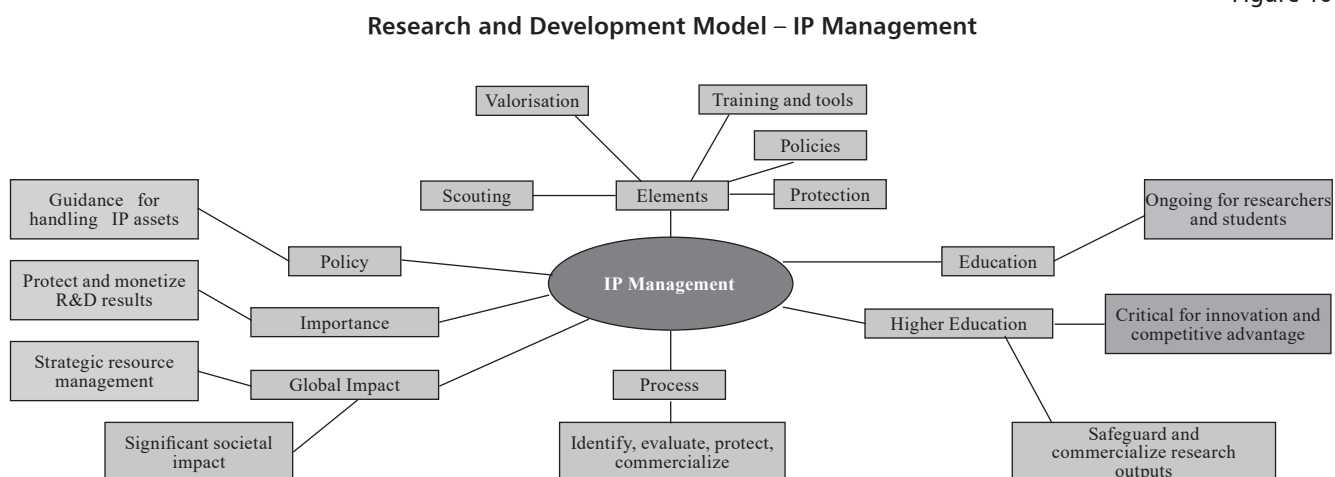 Research and Development Model – IP Management
Valorisation
Training and tools
Policies
Scouting
Elements
Protection
Guidance for
handling IP assets
Ongoing for researchers
and students
Policy
Education
IP Management
Protect and monetize
R&D results
Importance
Higher Education
Critical for innovation and
competitive advantage
Strategic resource
management
Global Impact
Process
Significant societal
impact
Identify, evaluate, protect,
commercialize
Safeguard and
commercialize research
outputs